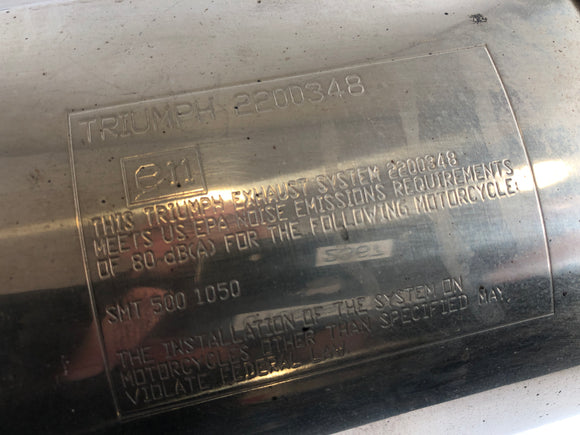 TRIUMPH 2200348
e11
THIS TRIUMPH EXHAUST SYSTEM 2200348
MEETS US EPA NOISE EMISSIONS REQUIREMENTS
OF 80 dB(A) FOR THE FOLLOWING MOTORCYCLE:
SMT 500 1050
THE INSTALLATION OF THE SYSTEM ON
MOTORCYCLES OTHER THAN SPECIFIED MAY
VIOLATE FEDERAL LAW